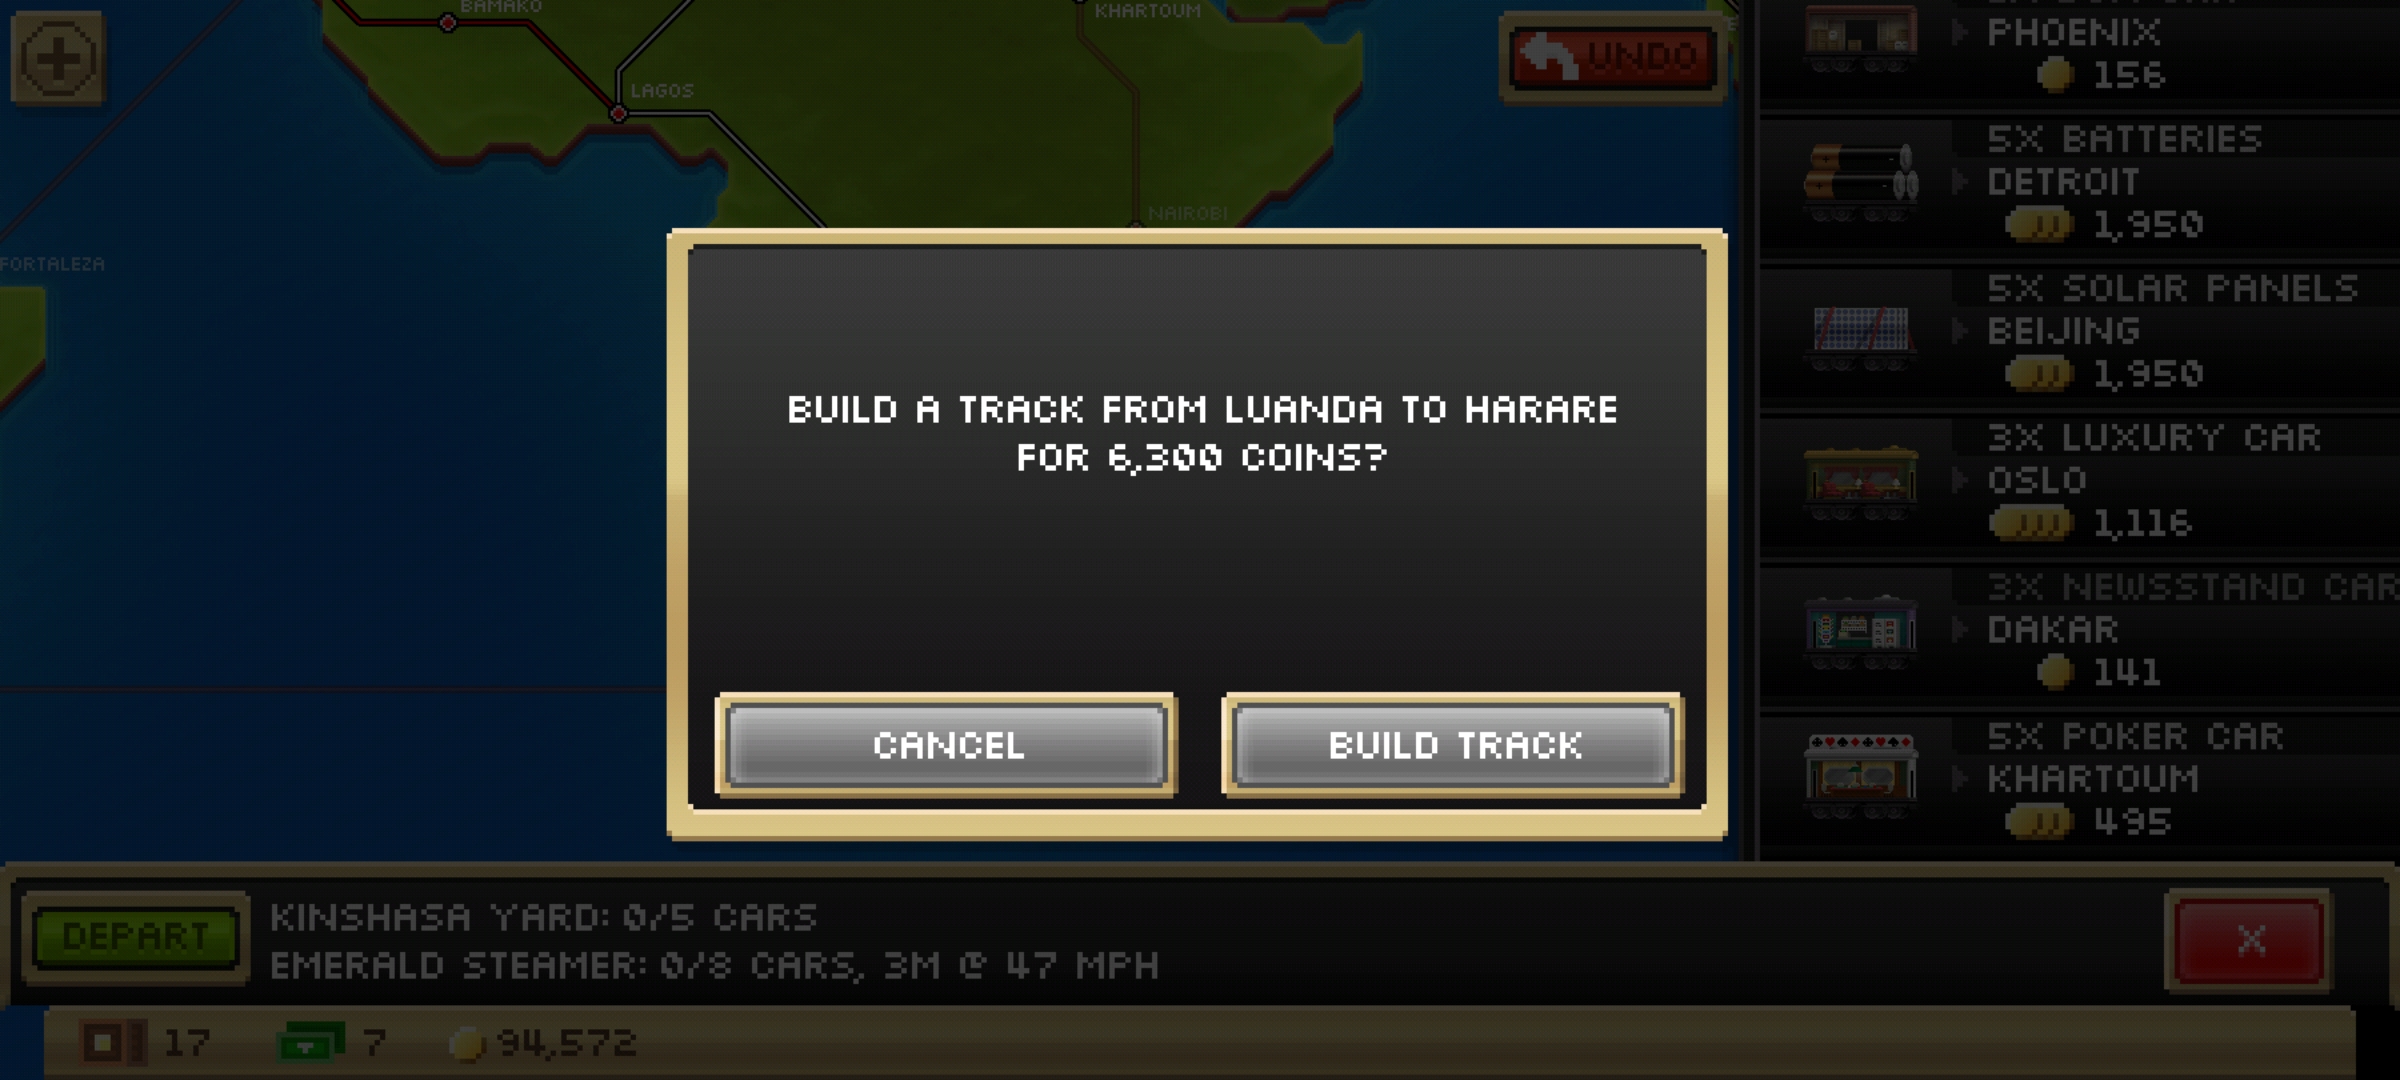 BAMAKO
KHARTOUM
UNDO
LAGOS
NAIROBI
FORTALEZA
PHOENIX
156
5X BATTERIES
DETROIT
1,950
5X SOLAR PANELS
BEIJING
1,950
3X LUXURY CAR
OSLO
1,116
3X NEWSSTAND CAR
DAKAR
141
5X POKER CAR
KHARTOUM
495
BUILD A TRACK FROM LUANDA TO HARARE
FOR 6,300 COINS?
CANCEL
BUILD TRACK
DEPART
KINSHASA YARD: 0/5 CARS
EMERALD STEAMER: 0/8 CARS, 3M @ 47 MPH
X
17
7
94,572